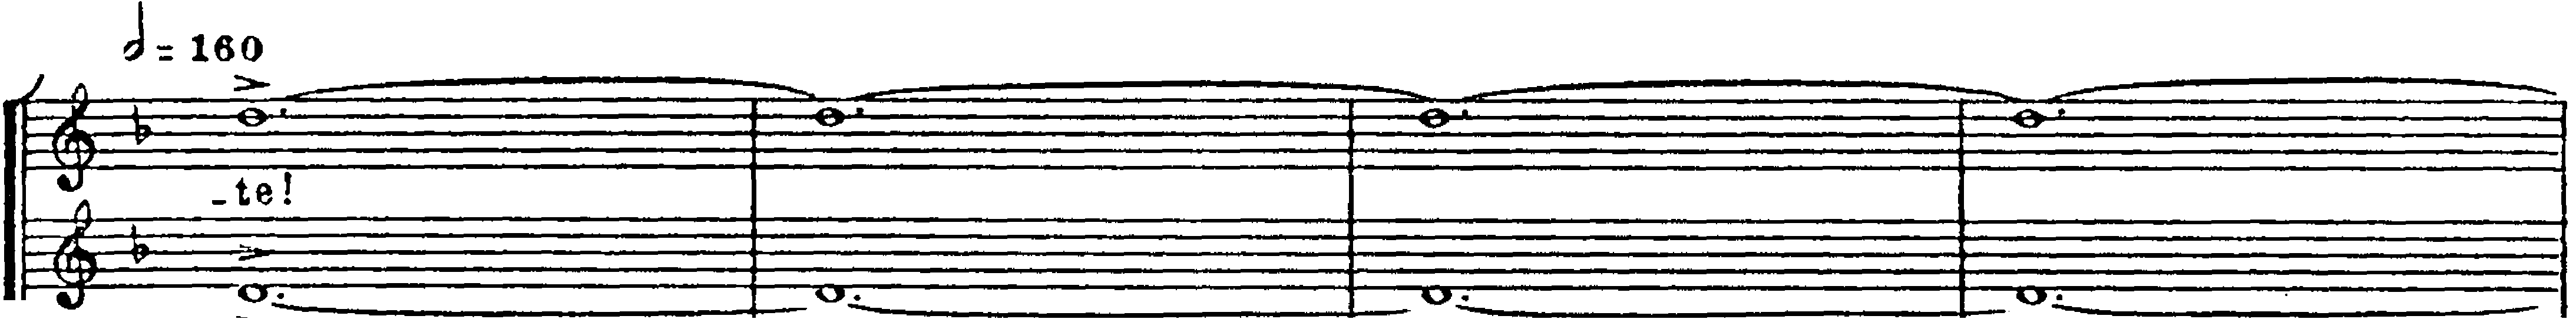 𝅗𝅥 = 160
_te!